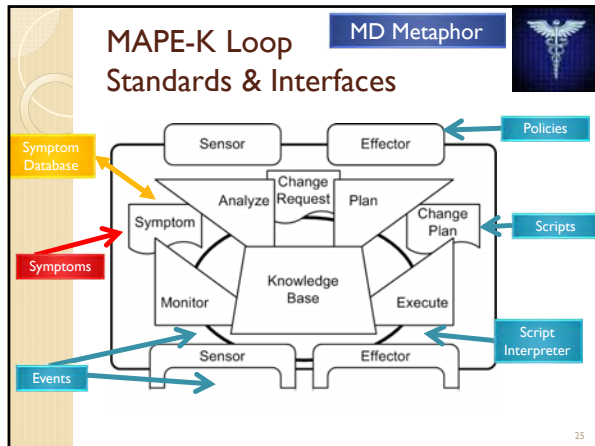 MAPE-K Loop
Standards & Interfaces
MD Metaphor
Policies
Sensor
Effector
Symptom
Database
Change
Request
Analyze
Plan
Symptom
Change
Plan
Scripts
Symptoms
Knowledge
Base
Monitor
Execute
Script
Interpreter
Sensor
Effector
Events
25